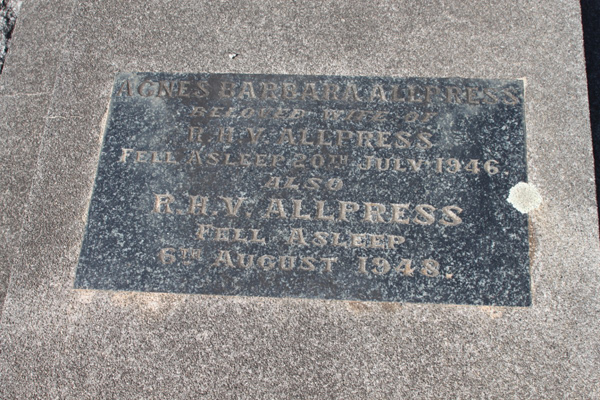 AGNES BARBARA ALLPRESS
BELOVED WIFE OF
R.H.V. ALLPRESS
FELL ASLEEP 20TH JULY 1946.
ALSO
R.H.V. ALLPRESS
FELL ASLEEP
6TH AUGUST 1948.